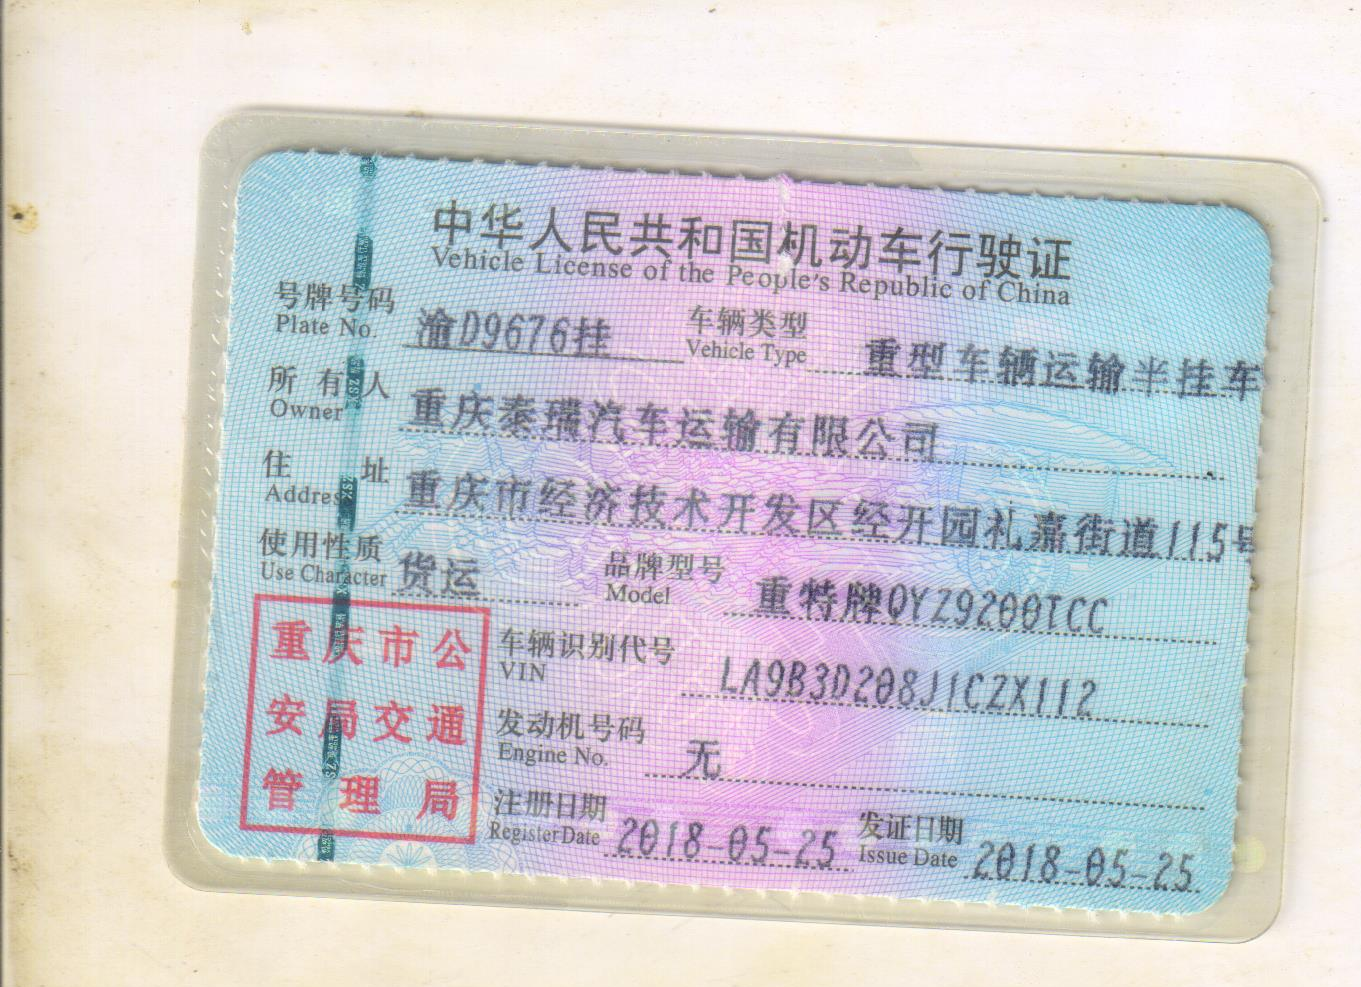 中华人民共和国机动车行驶证
Vehicle License of the People's Republic of China
号牌号码 渝D9676挂 车辆类型 重型车辆运输半挂车
Plate No. Vehicle Type
所有人 重庆泰瑞汽车运输有限公司
Owner
住址 重庆市经济技术开发区经开园礼嘉街道115号
Address
使用性质 货运 品牌型号 重特牌QYZ9200TCC
Use Character Model
重庆市公
安局交通
管理局
车辆识别代号 LA9B3D208J1CZX112
VIN
发动机号码 无
Engine No.
注册日期 2018-05-25 发证日期 2018-05-25
Register Date Issue Date